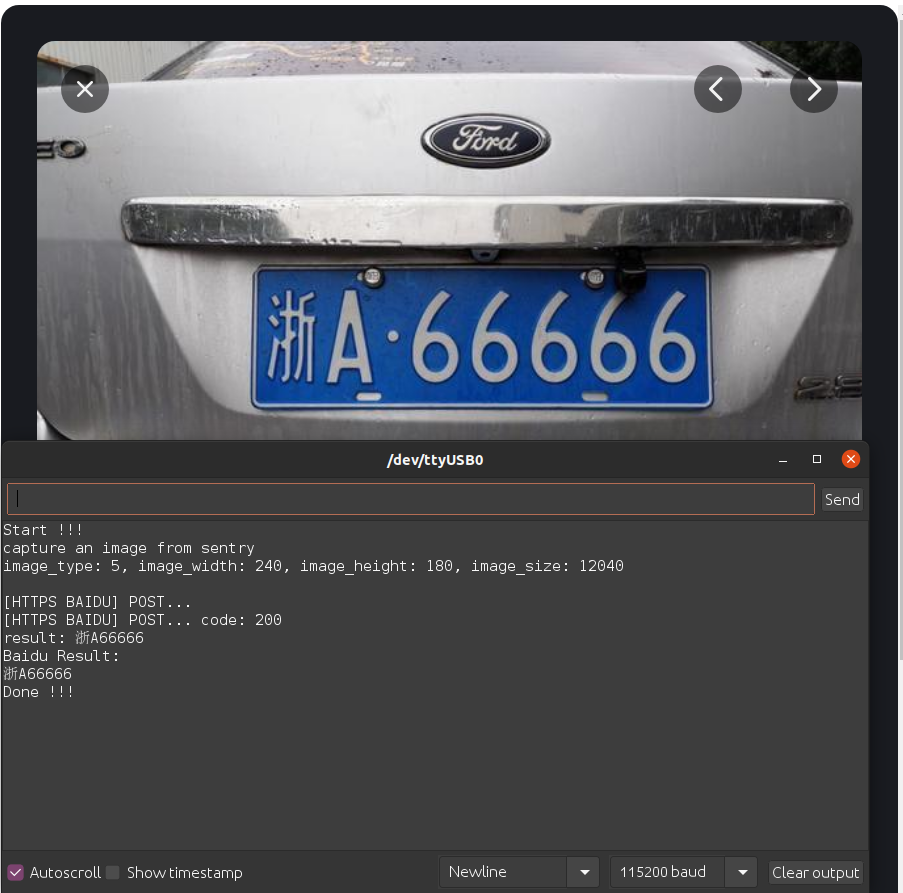 Ford
浙A·66666
/dev/ttyUSB0
Send
Start !!!
capture an image from sentry
image_type: 5, image_width: 240, image_height: 180, image_size: 12040
[HTTPS BAIDU] POST...
[HTTPS BAIDU] POST... code: 200
result: 浙A66666
Baidu Result:
浙A66666
Done !!!
Autoscroll
Show timestamp
Newline
115200 baud
Clear output